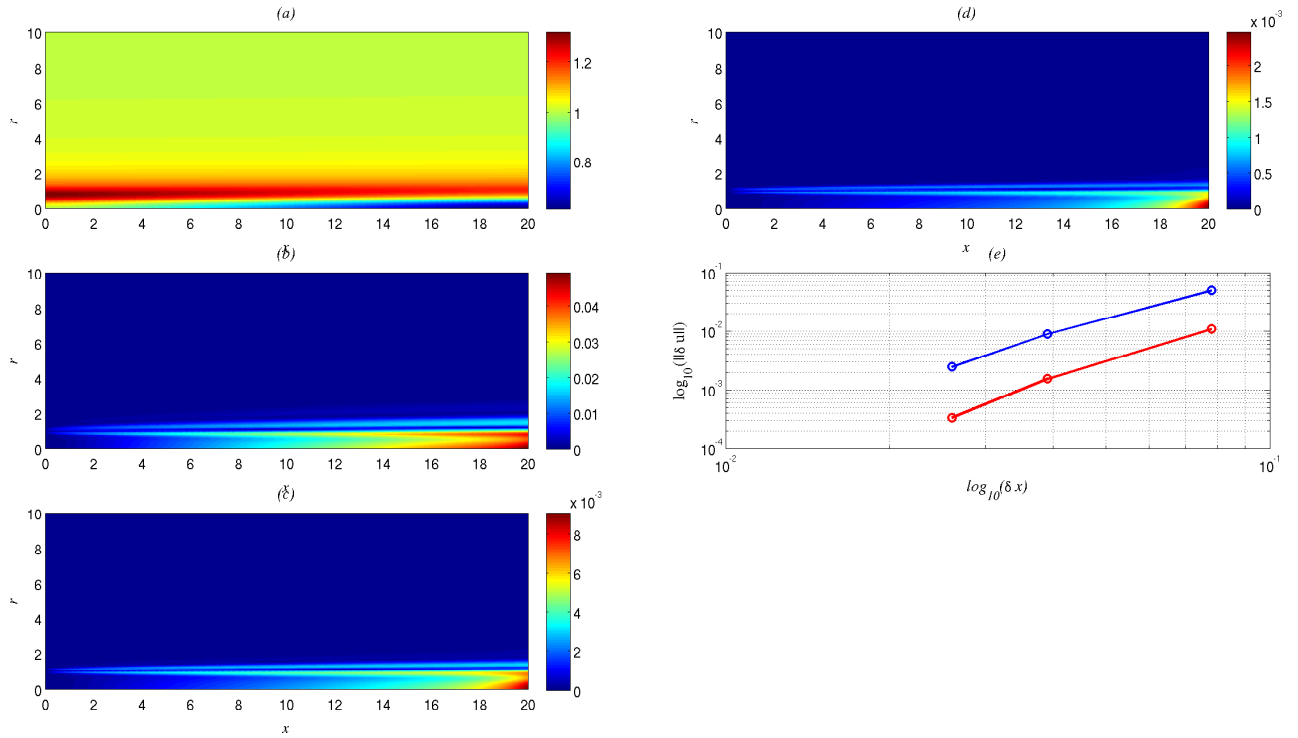 (a)
10
8
6
4
2
0
r
0 2 4 6 8 10 12 14 16 18 20
x
1.2
1
0.8
(b)
10
8
6
4
2
0
r
0 2 4 6 8 10 12 14 16 18 20
x
0.04
0.03
0.02
0.01
0
(c)
x 10⁻³
10
8
6
4
2
0
r
0 2 4 6 8 10 12 14 16 18 20
x
8
6
4
2
0
(d)
x 10⁻³
10
8
6
4
2
0
r
0 2 4 6 8 10 12 14 16 18 20
x
2
1.5
1
0.5
0
(e)
10⁻¹
10⁻²
10⁻³
10⁻⁴
log₁₀(||δ u||)
10⁻² 10⁻¹
log₁₀(δ x)